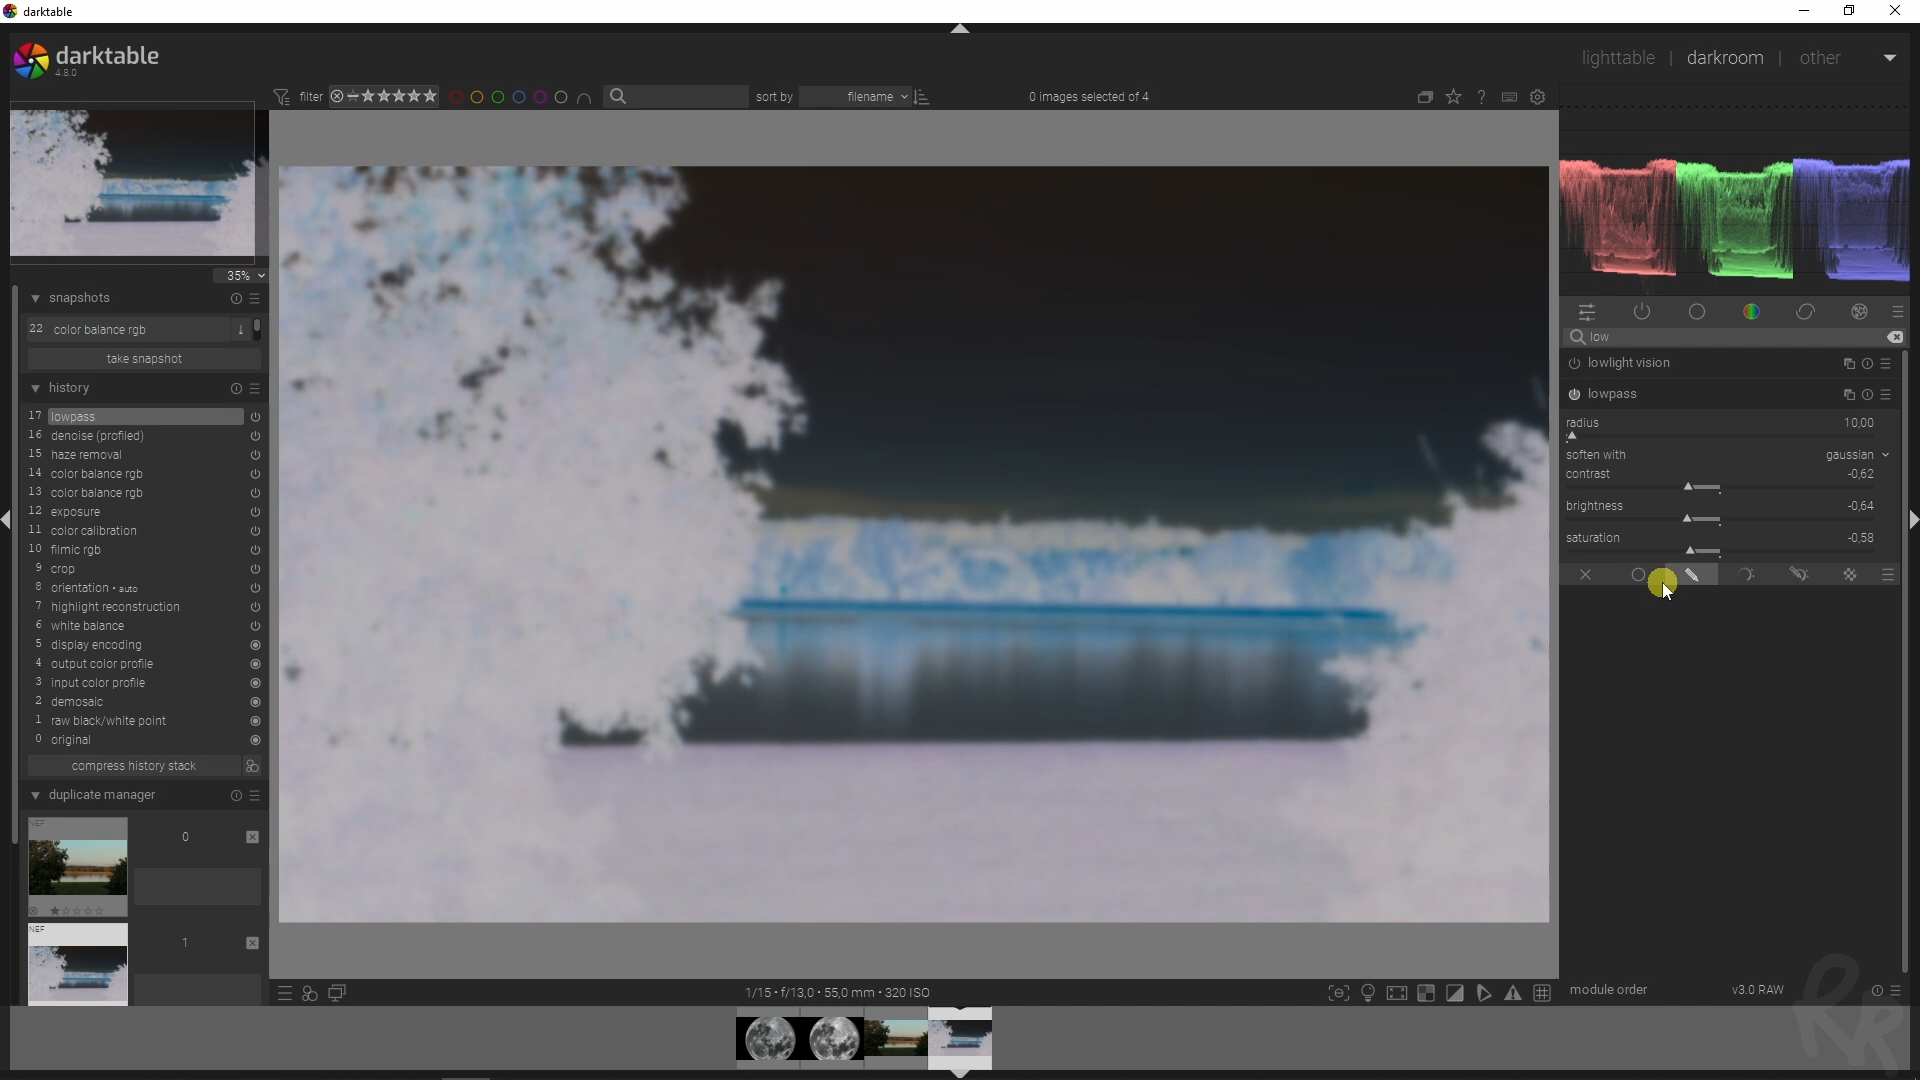 darktable
darktable
4.8.0
lighttable | darkroom | other
filter
sort by filename
0 images selected of 4
35%
snapshots
22 color balance rgb
take snapshot
history
17 lowpass
16 denoise (profiled)
15 haze removal
14 color balance rgb
13 color balance rgb
12 exposure
11 color calibration
10 filmic rgb
9 crop
8 orientation • auto
7 highlight reconstruction
6 white balance
5 display encoding
4 output color profile
3 input color profile
2 demosaic
1 raw black/white point
0 original
compress history stack
duplicate manager
NEF
0
NEF
1
low
lowlight vision
lowpass
radius 10,00
soften with gaussian
contrast -0,62
brightness -0,64
saturation -0,58
1/15 • f/13,0 • 55,0 mm • 320 ISO
module order v3.0 RAW
RR